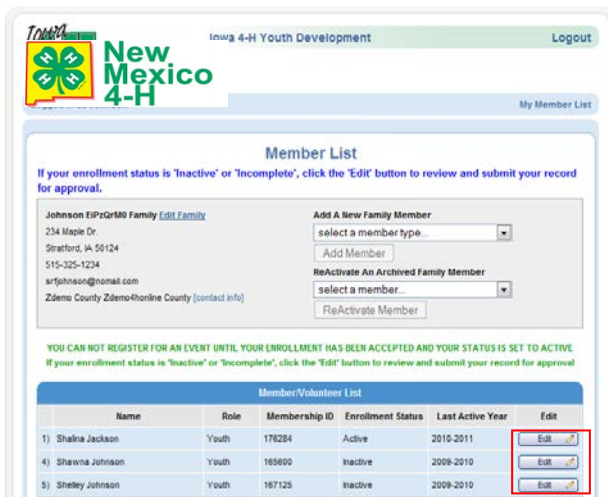 Iowa
Iowa 4-H Youth Development
Logout
H H H H
New
Mexico
4-H
My Member List
Member List
If your enrollment status is 'Inactive' or 'Incomplete', click the 'Edit' button to review and submit your record
for approval.
Johnson EiPzQrM0 Family Edit Family
234 Maple Dr.
Stratford, IA 50124
515-325-1234
srfjohnson@nomail.com
Zdemo County Zdemo4honline County [contact info]
Add A New Family Member
select a member type...
Add Member
ReActivate An Archived Family Member
select a member...
ReActivate Member
YOU CAN NOT REGISTER FOR AN EVENT UNTIL YOUR ENROLLMENT HAS BEEN ACCEPTED AND YOUR STATUS IS SET TO ACTIVE
If your enrollment status is 'Inactive' or 'Incomplete', click the 'Edit' button to review and submit your record for approval
Member/Volunteer List
Name Role Membership ID Enrollment Status Last Active Year Edit
1) Shalina Jackson Youth 176284 Active 2010-2011 Edit
4) Shawna Johnson Youth 165600 Inactive 2009-2010 Edit
5) Shelley Johnson Youth 167125 Inactive 2009-2010 Edit